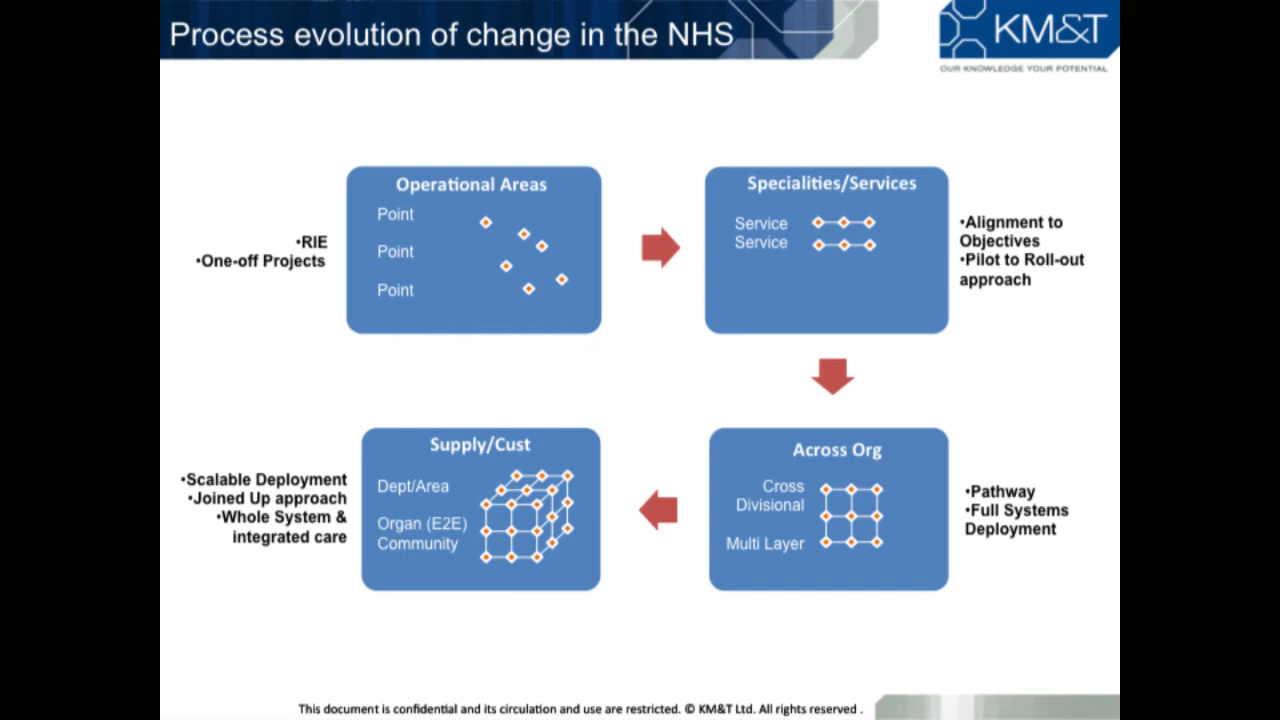 Process evolution of change in the NHS
KM&T
OUR KNOWLEDGE YOUR POTENTIAL
Operational Areas
Point
Point
Point
•RIE
•One-off Projects
Specialities/Services
Service
Service
•Alignment to
Objectives
•Pilot to Roll-out
approach
Supply/Cust
Dept/Area
Organ (E2E)
Community
•Scalable Deployment
•Joined Up approach
•Whole System &
integrated care
Across Org
Cross
Divisional
Multi Layer
•Pathway
•Full Systems
Deployment
This document is confidential and its circulation and use are restricted. © KM&T Ltd. All rights reserved .